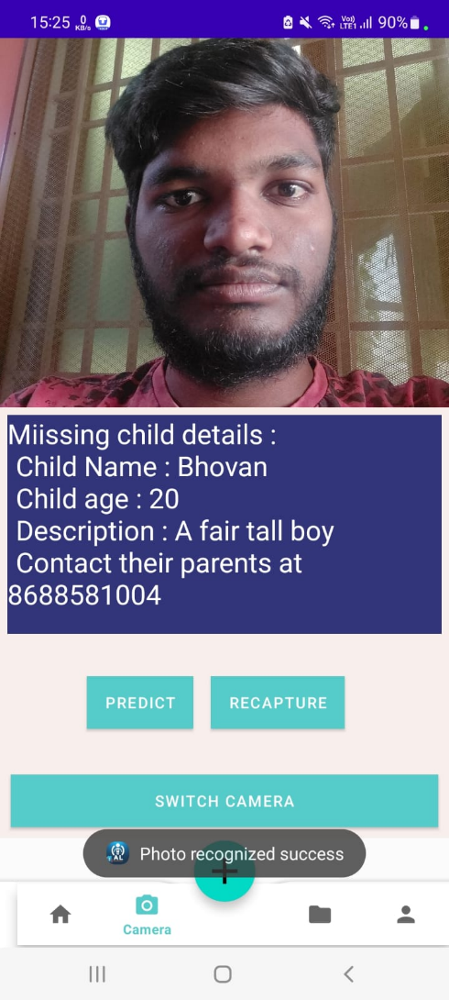 15:25 0 KB/s Vo) LTE1 90%
Miissing child details :
Child Name : Bhovan
Child age : 20
Description : A fair tall boy
Contact their parents at
8688581004
PREDICT RECAPTURE
SWITCH CAMERA
Photo recognized success
Camera